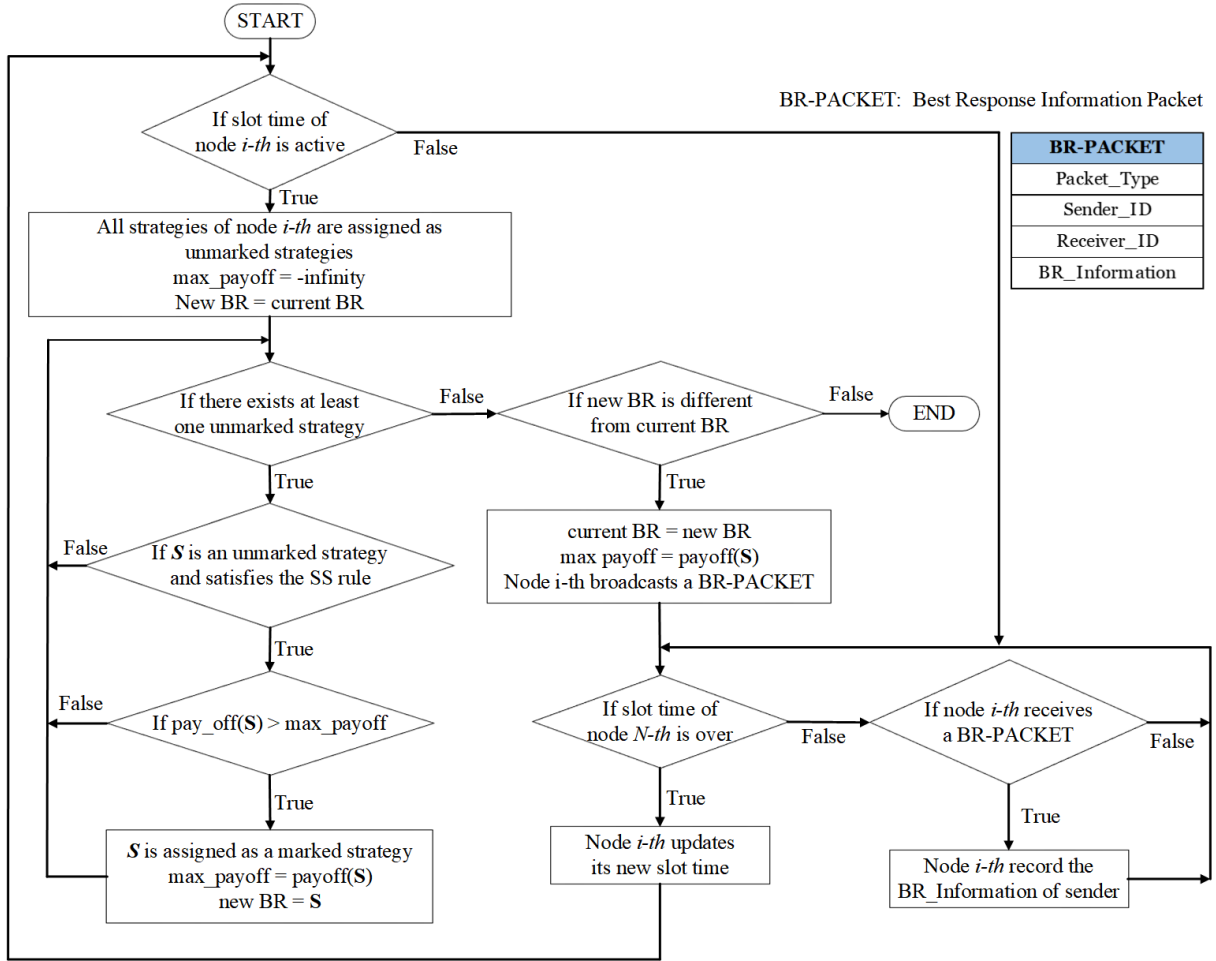 START
If slot time of
node i-th is active
False
True
BR-PACKET: Best Response Information Packet
BR-PACKET
Packet_Type
Sender_ID
Receiver_ID
BR_Information
All strategies of node i-th are assigned as
unmarked strategies
max_payoff = -infinity
New BR = current BR
If there exists at least
one unmarked strategy
False
True
If new BR is different
from current BR
False
END
True
If S is an unmarked strategy
and satisfies the SS rule
False
True
current BR = new BR
max payoff = payoff(S)
Node i-th broadcasts a BR-PACKET
If pay_off(S) > max_payoff
False
True
If slot time of
node N-th is over
False
True
If node i-th receives
a BR-PACKET
False
True
S is assigned as a marked strategy
max_payoff = payoff(S)
new BR = S
Node i-th updates
its new slot time
Node i-th record the
BR_Information of sender